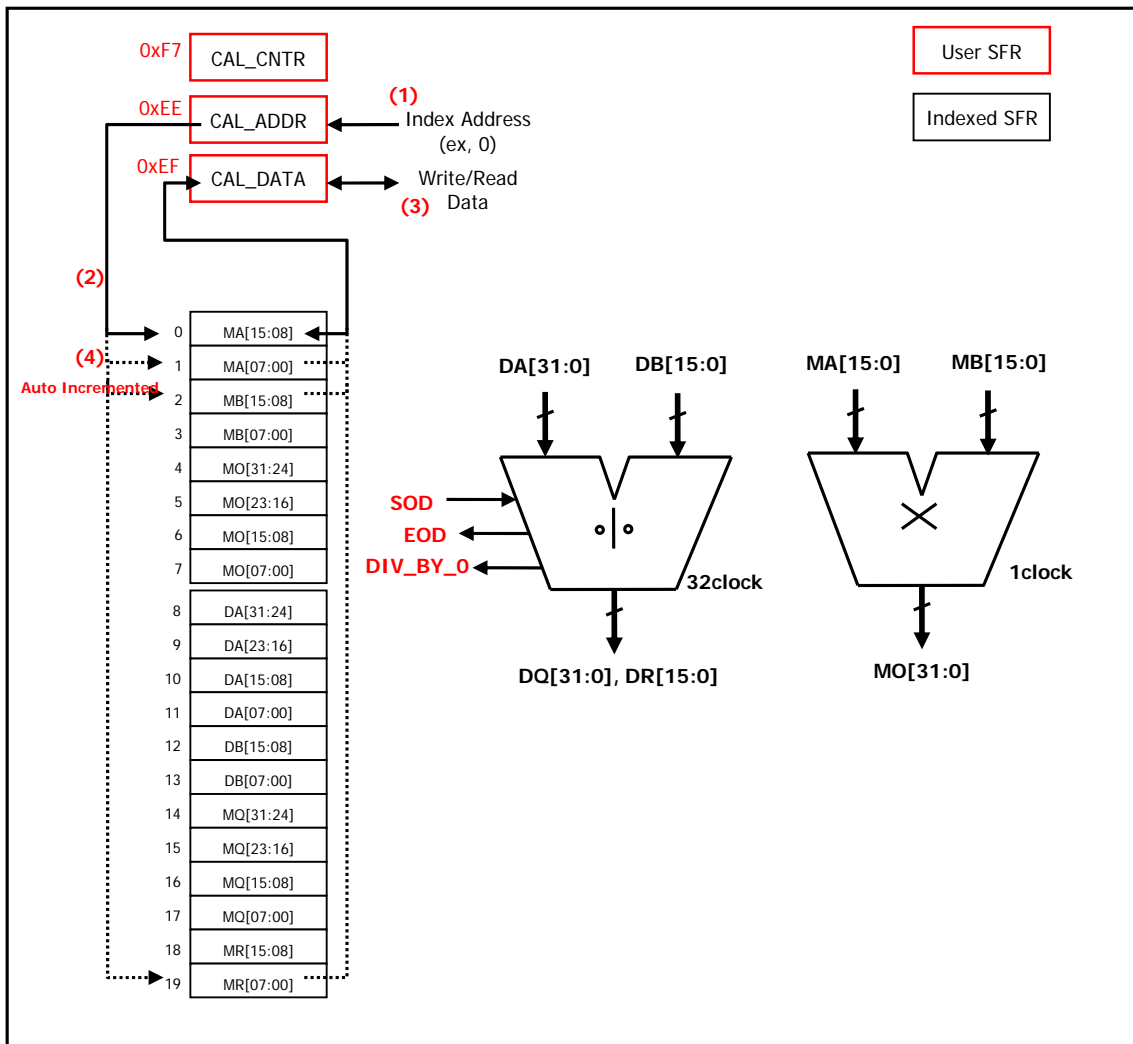 0xF7
CAL_CNTR
User SFR
0xEE
CAL_ADDR
(1)
Index Address
(ex, 0)
Indexed SFR
0xEF
CAL_DATA
Write/Read
Data
(3)
(2)
0 MA[15:08]
(4)
1 MA[07:00]
Auto Incremented
2 MB[15:08]
3 MB[07:00]
4 MO[31:24]
5 MO[23:16]
6 MO[15:08]
7 MO[07:00]
8 DA[31:24]
9 DA[23:16]
10 DA[15:08]
11 DA[07:00]
12 DB[15:08]
13 DB[07:00]
14 MQ[31:24]
15 MQ[23:16]
16 MQ[15:08]
17 MQ[07:00]
18 MR[15:08]
19 MR[07:00]
DA[31:0] DB[15:0]
SOD
EOD
DIV_BY_0
32clock
DQ[31:0], DR[15:0]
MA[15:0] MB[15:0]
1clock
MO[31:0]